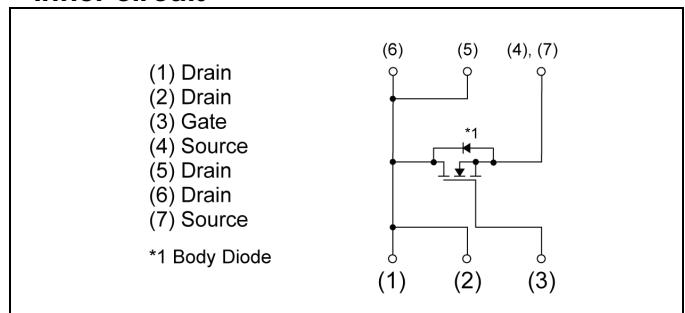 Inner circuit
(1) Drain
(2) Drain
(3) Gate
(4) Source
(5) Drain
(6) Drain
(7) Source
*1 Body Diode
(6) (5) (4), (7)
*1
(1) (2) (3)